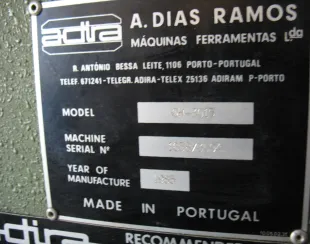 adira
A. DIAS RAMOS
MÁQUINAS FERRAMENTAS Lda
R. ANTÓNIO BESSA LEITE, 1106 PORTO-PORTUGAL
TELEF. 671241-TELEGR. ADIRA-TELEX 25136 ADIRAM P-PORTO
MODEL
MACHINE
SERIAL Nº
YEAR OF
MANUFACTURE
MADE IN PORTUGAL
adira
RECOMMENDED